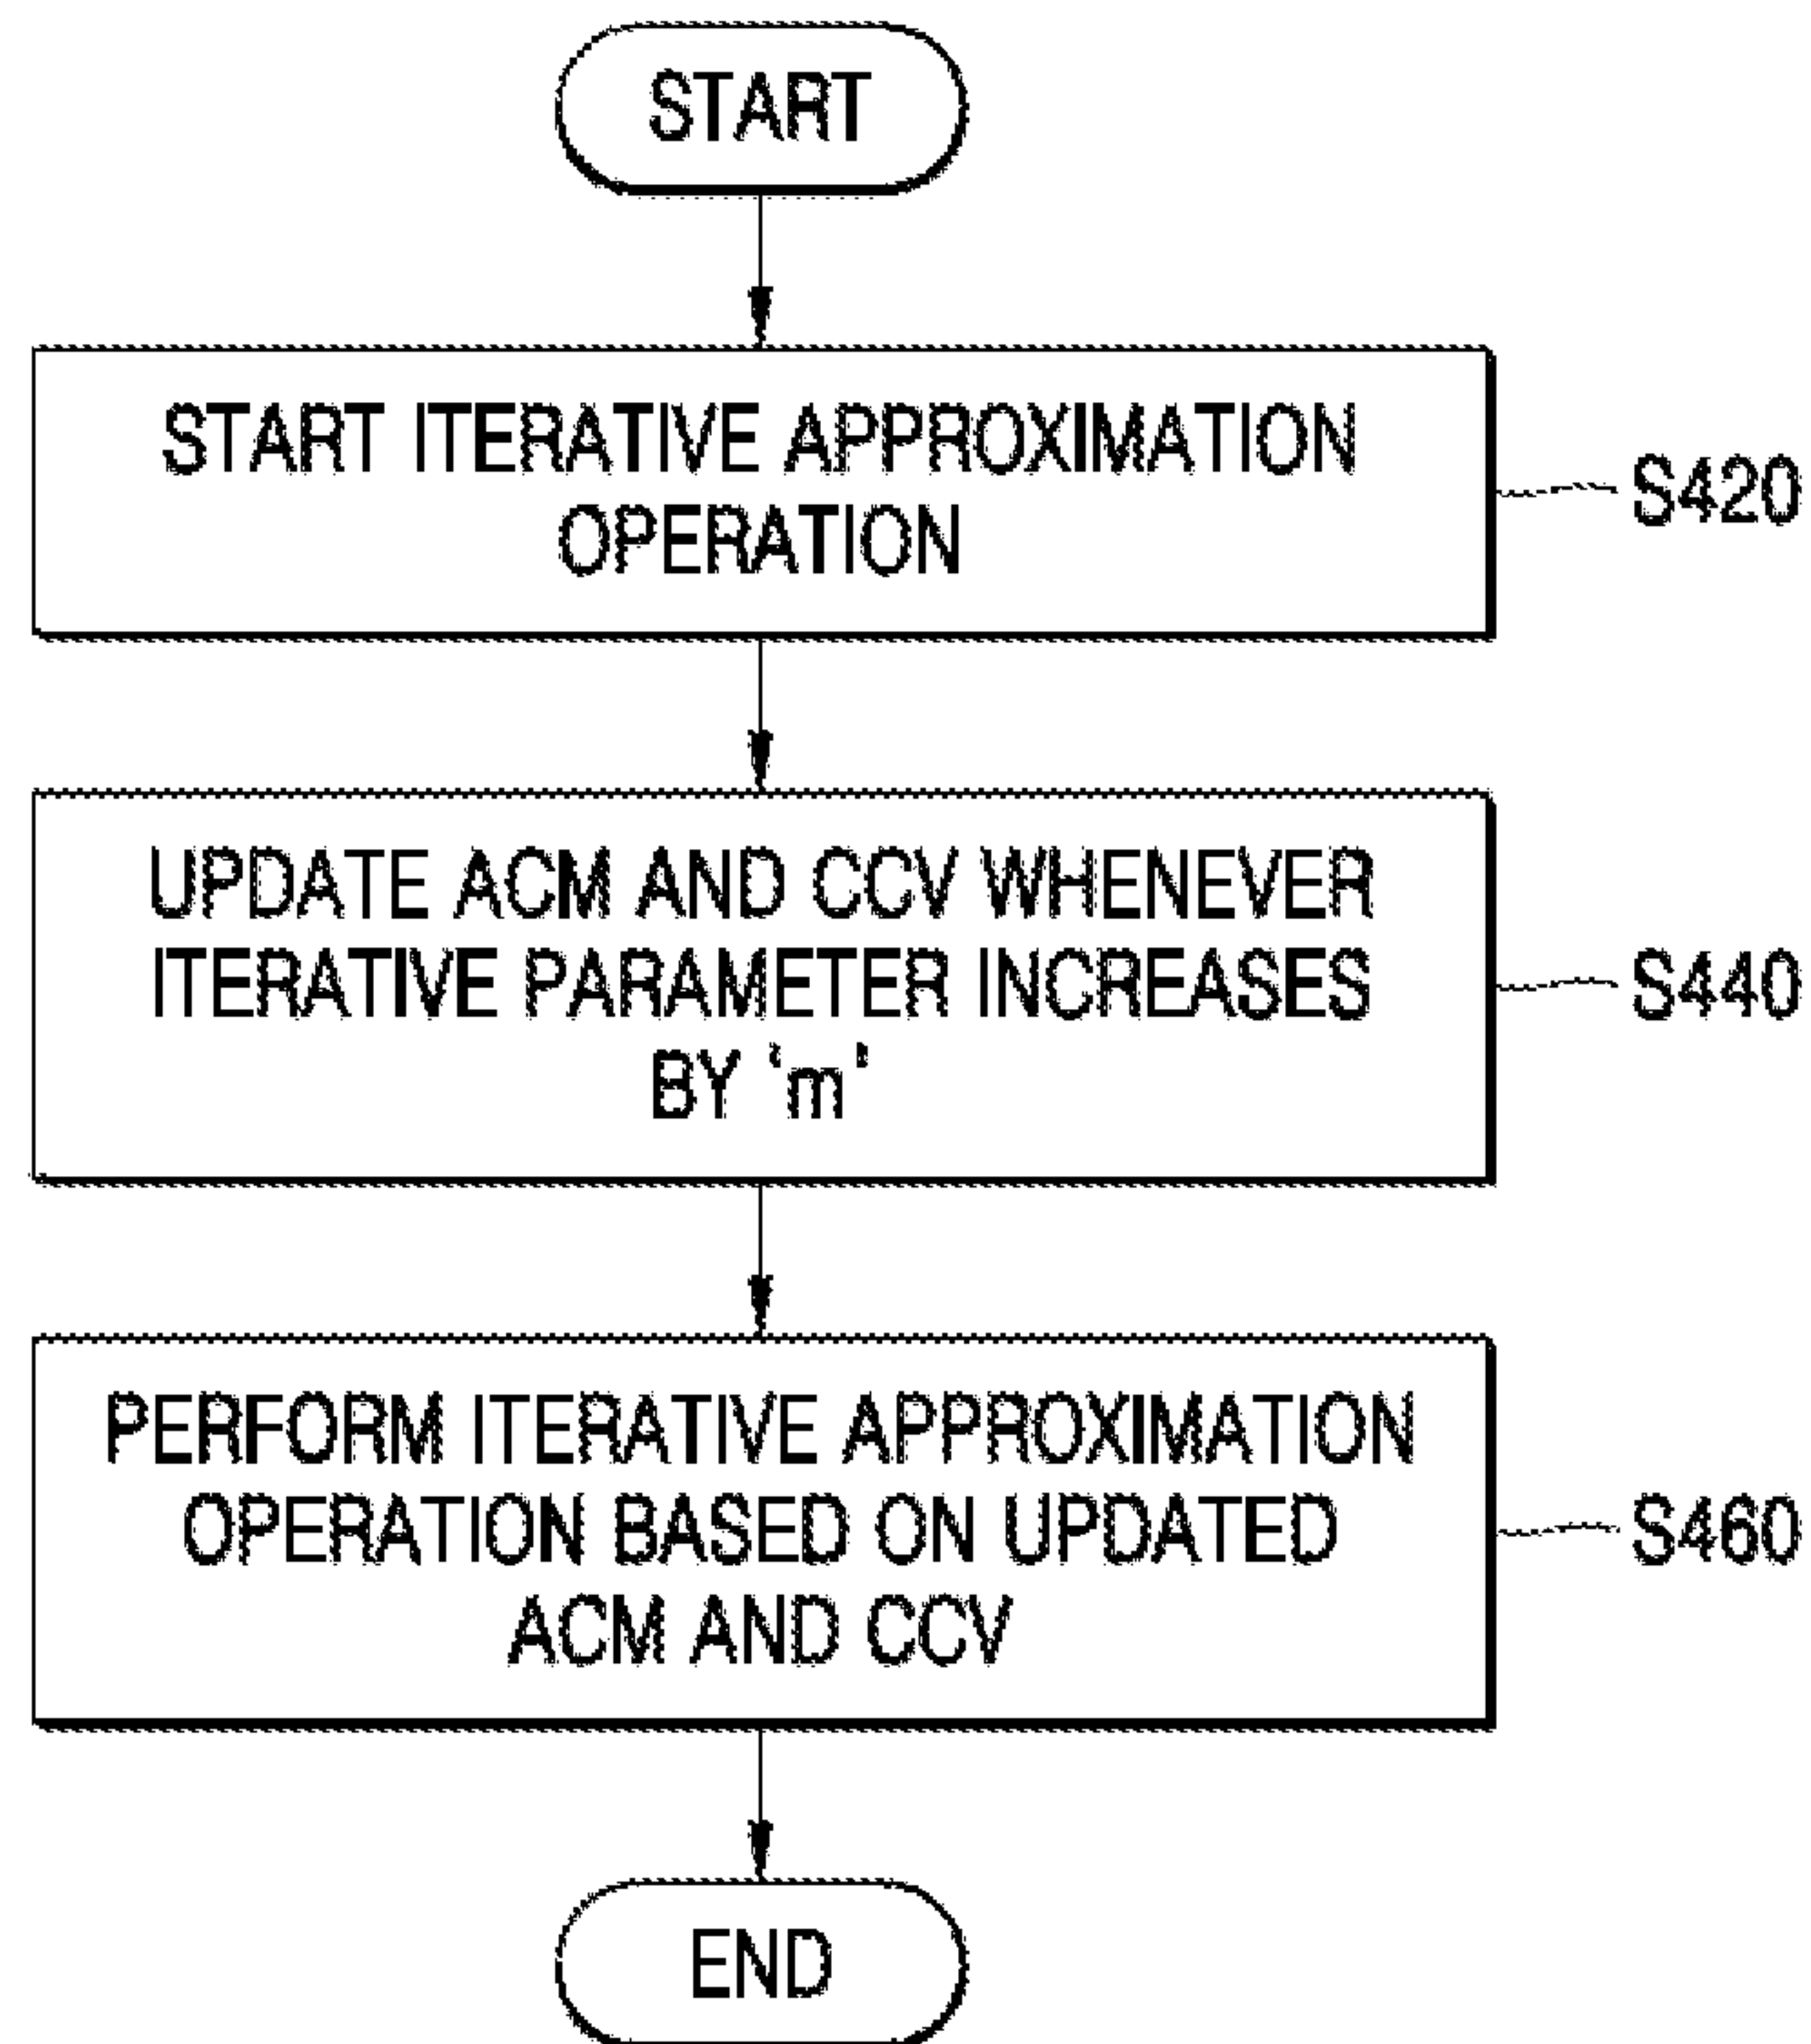 START
START ITERATIVE APPROXIMATION
OPERATION
S420
UPDATE ACM AND CCV WHENEVER
ITERATIVE PARAMETER INCREASES
BY 'm'
S440
PERFORM ITERATIVE APPROXIMATION
OPERATION BASED ON UPDATED
ACM AND CCV
S460
END